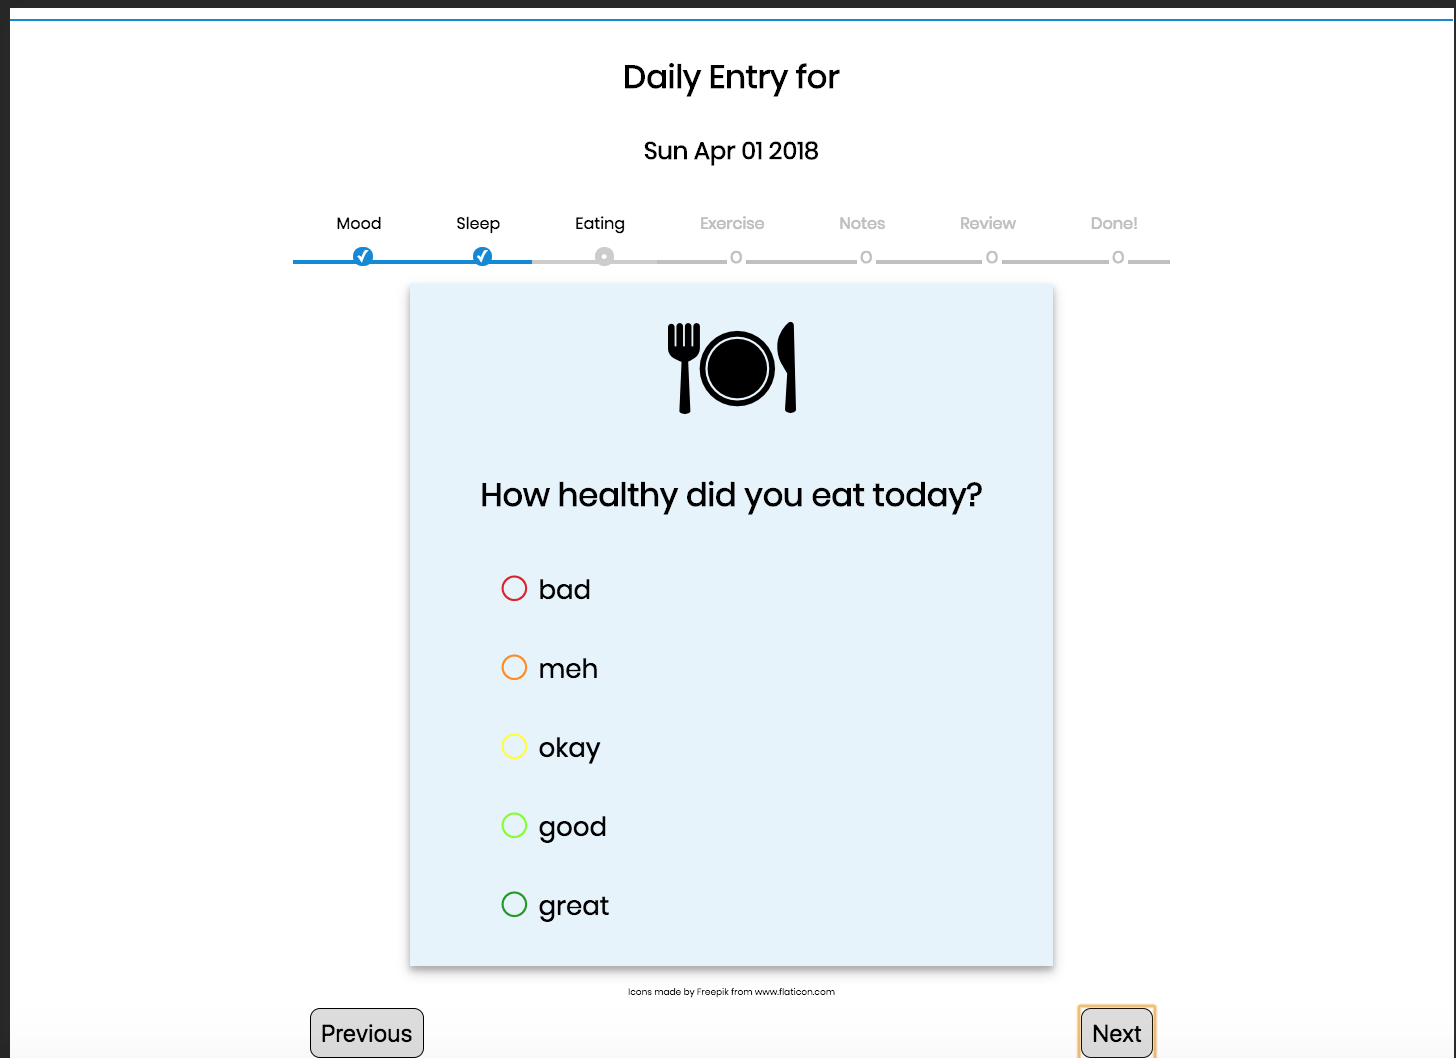 Daily Entry for
Sun Apr 01 2018
Mood Sleep Eating Exercise Notes Review Done!
How healthy did you eat today?
bad
meh
okay
good
great
Icons made by Freepik from www.flaticon.com
Previous Next